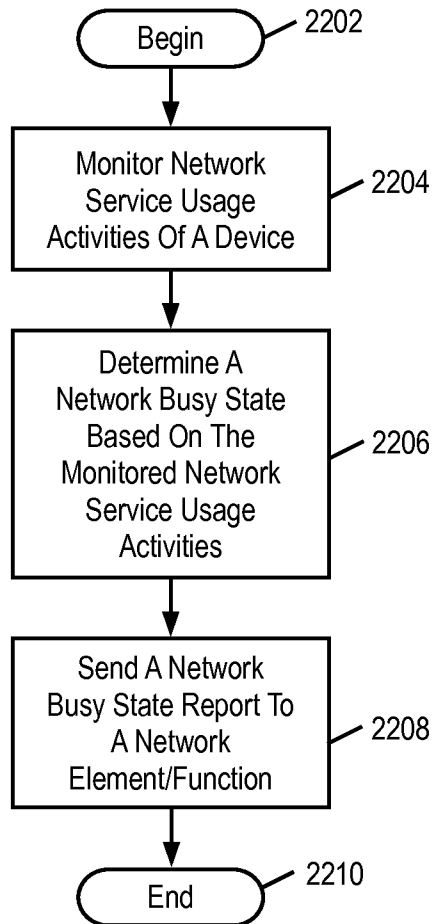 Begin
2202
Monitor Network
Service Usage
Activities Of A Device
2204
Determine A
Network Busy State
Based On The
Monitored Network
Service Usage
Activities
2206
Send A Network
Busy State Report To
A Network
Element/Function
2208
End
2210